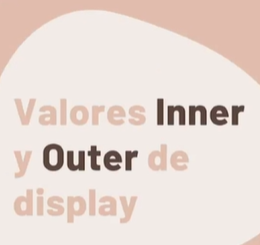 Valores Inner
y Outer de
display